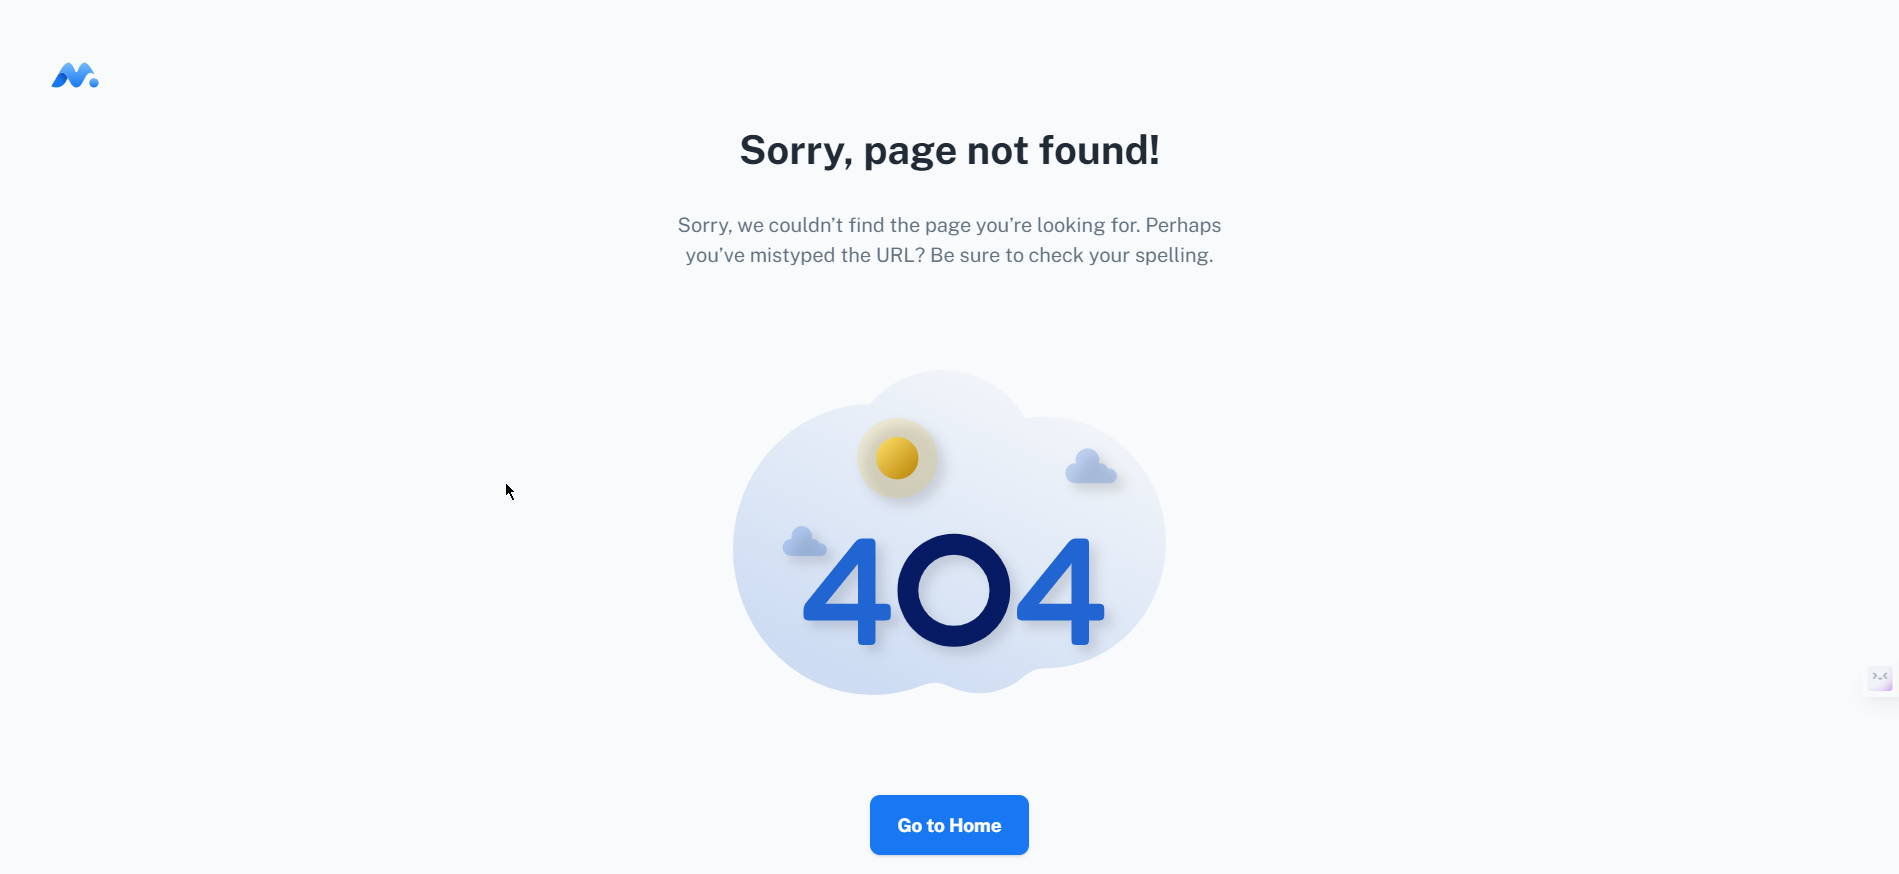 Sorry, page not found!
Sorry, we couldn’t find the page you’re looking for. Perhaps
you’ve mistyped the URL? Be sure to check your spelling.
404
Go to Home